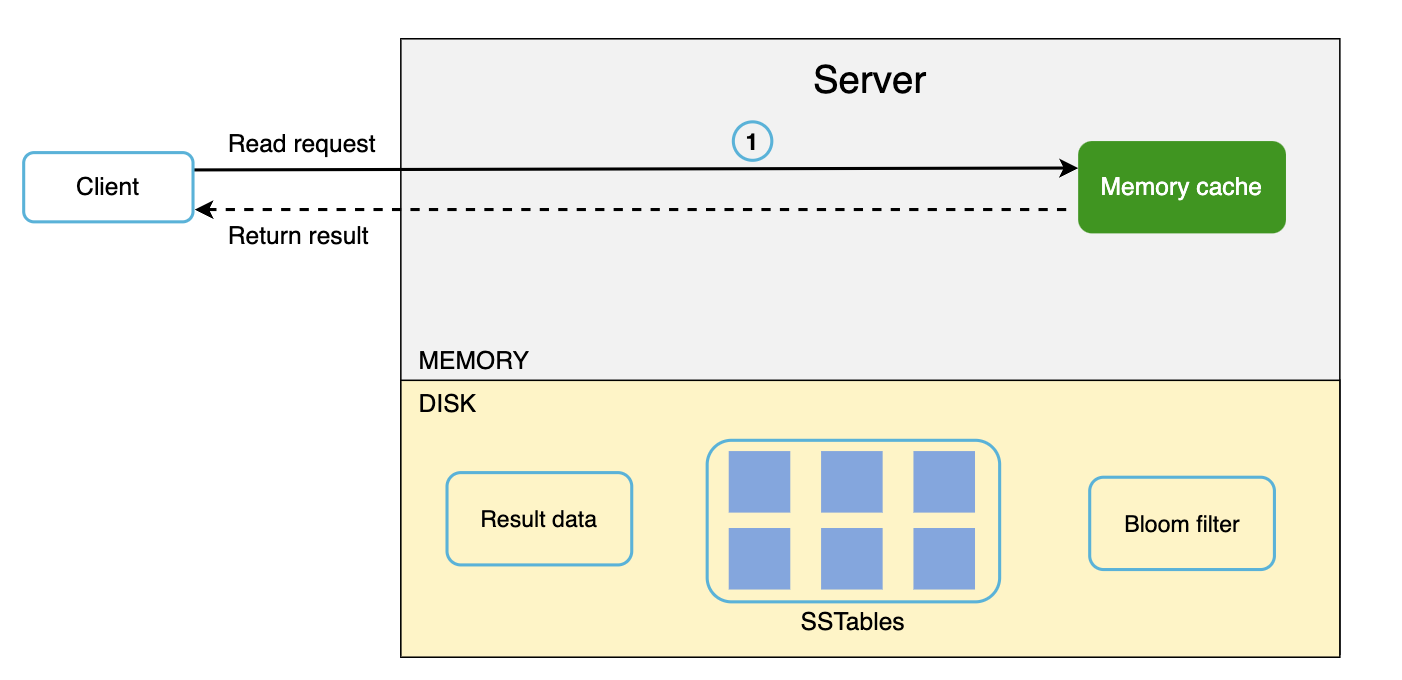 Server
Read request
1
Client
Memory cache
Return result
MEMORY
DISK
Result data
Bloom filter
SSTables